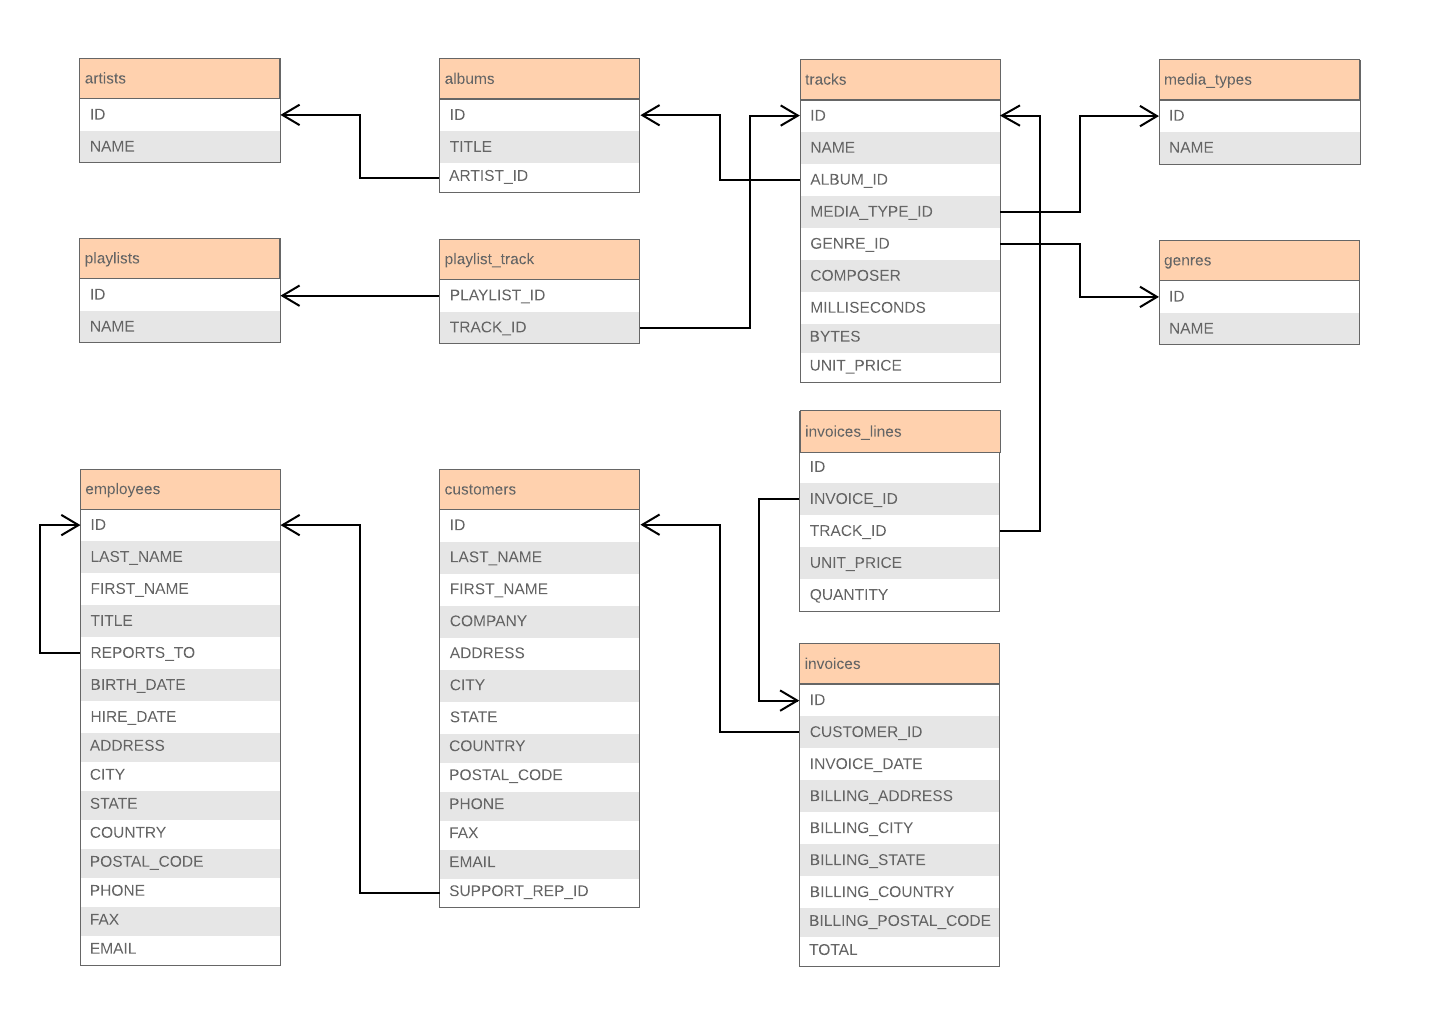 artists
ID
NAME
albums
ID
TITLE
ARTIST_ID
tracks
ID
NAME
ALBUM_ID
MEDIA_TYPE_ID
GENRE_ID
COMPOSER
MILLISECONDS
BYTES
UNIT_PRICE
media_types
ID
NAME
playlists
ID
NAME
playlist_track
PLAYLIST_ID
TRACK_ID
genres
ID
NAME
employees
ID
LAST_NAME
FIRST_NAME
TITLE
REPORTS_TO
BIRTH_DATE
HIRE_DATE
ADDRESS
CITY
STATE
COUNTRY
POSTAL_CODE
PHONE
FAX
EMAIL
customers
ID
LAST_NAME
FIRST_NAME
COMPANY
ADDRESS
CITY
STATE
COUNTRY
POSTAL_CODE
PHONE
FAX
EMAIL
SUPPORT_REP_ID
invoices_lines
ID
INVOICE_ID
TRACK_ID
UNIT_PRICE
QUANTITY
invoices
ID
CUSTOMER_ID
INVOICE_DATE
BILLING_ADDRESS
BILLING_CITY
BILLING_STATE
BILLING_COUNTRY
BILLING_POSTAL_CODE
TOTAL